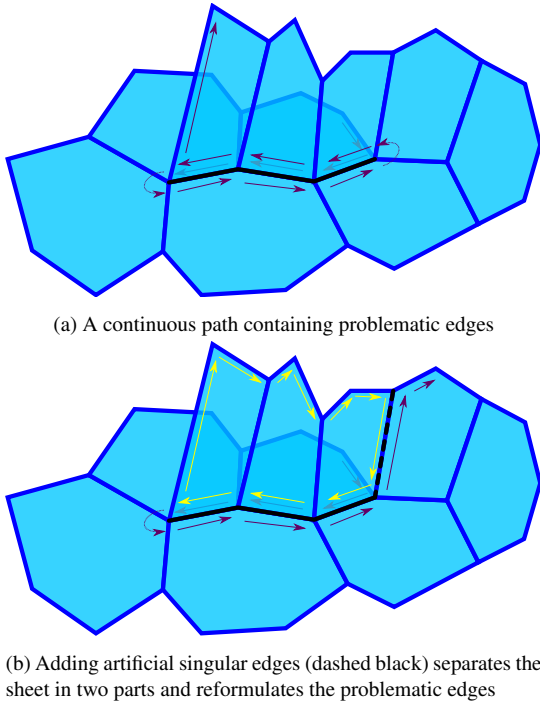 (a) A continuous path containing problematic edges
(b) Adding artificial singular edges (dashed black) separates the
sheet in two parts and reformulates the problematic edges